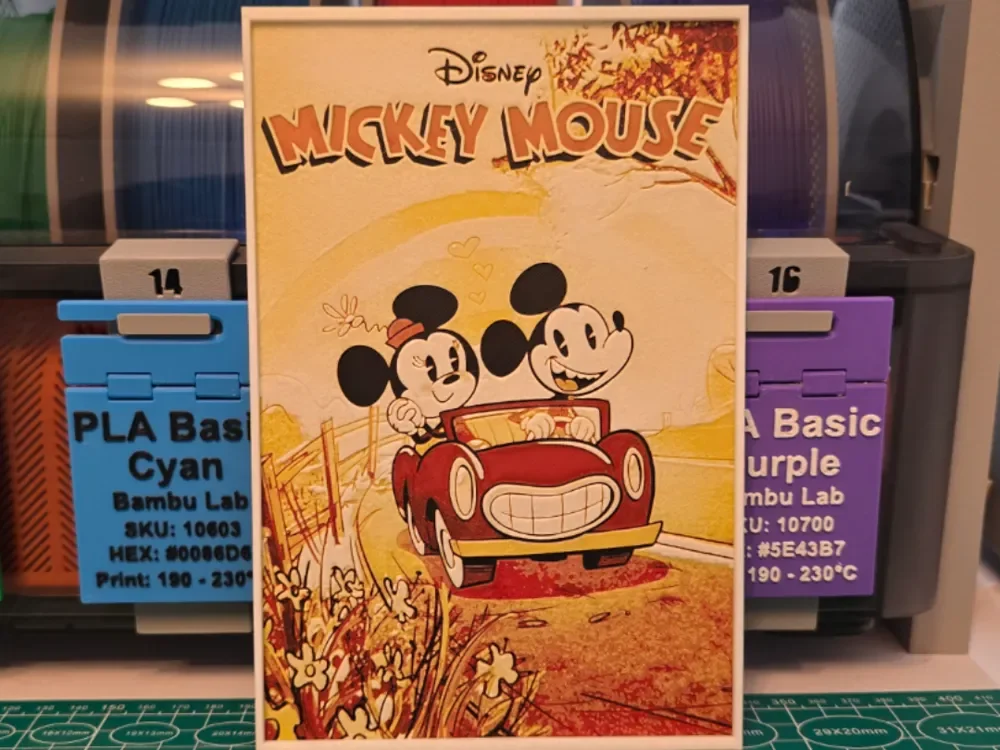 Disney
MICKEY MOUSE
14
PLA Basi
Cyan
Bambu Lab
SKU: 10603
HEX: #0086D6
Print: 190 - 230°
16
A Basic
urple
mbu Lab
U: 10700
: #5E43B7
190 - 230°C